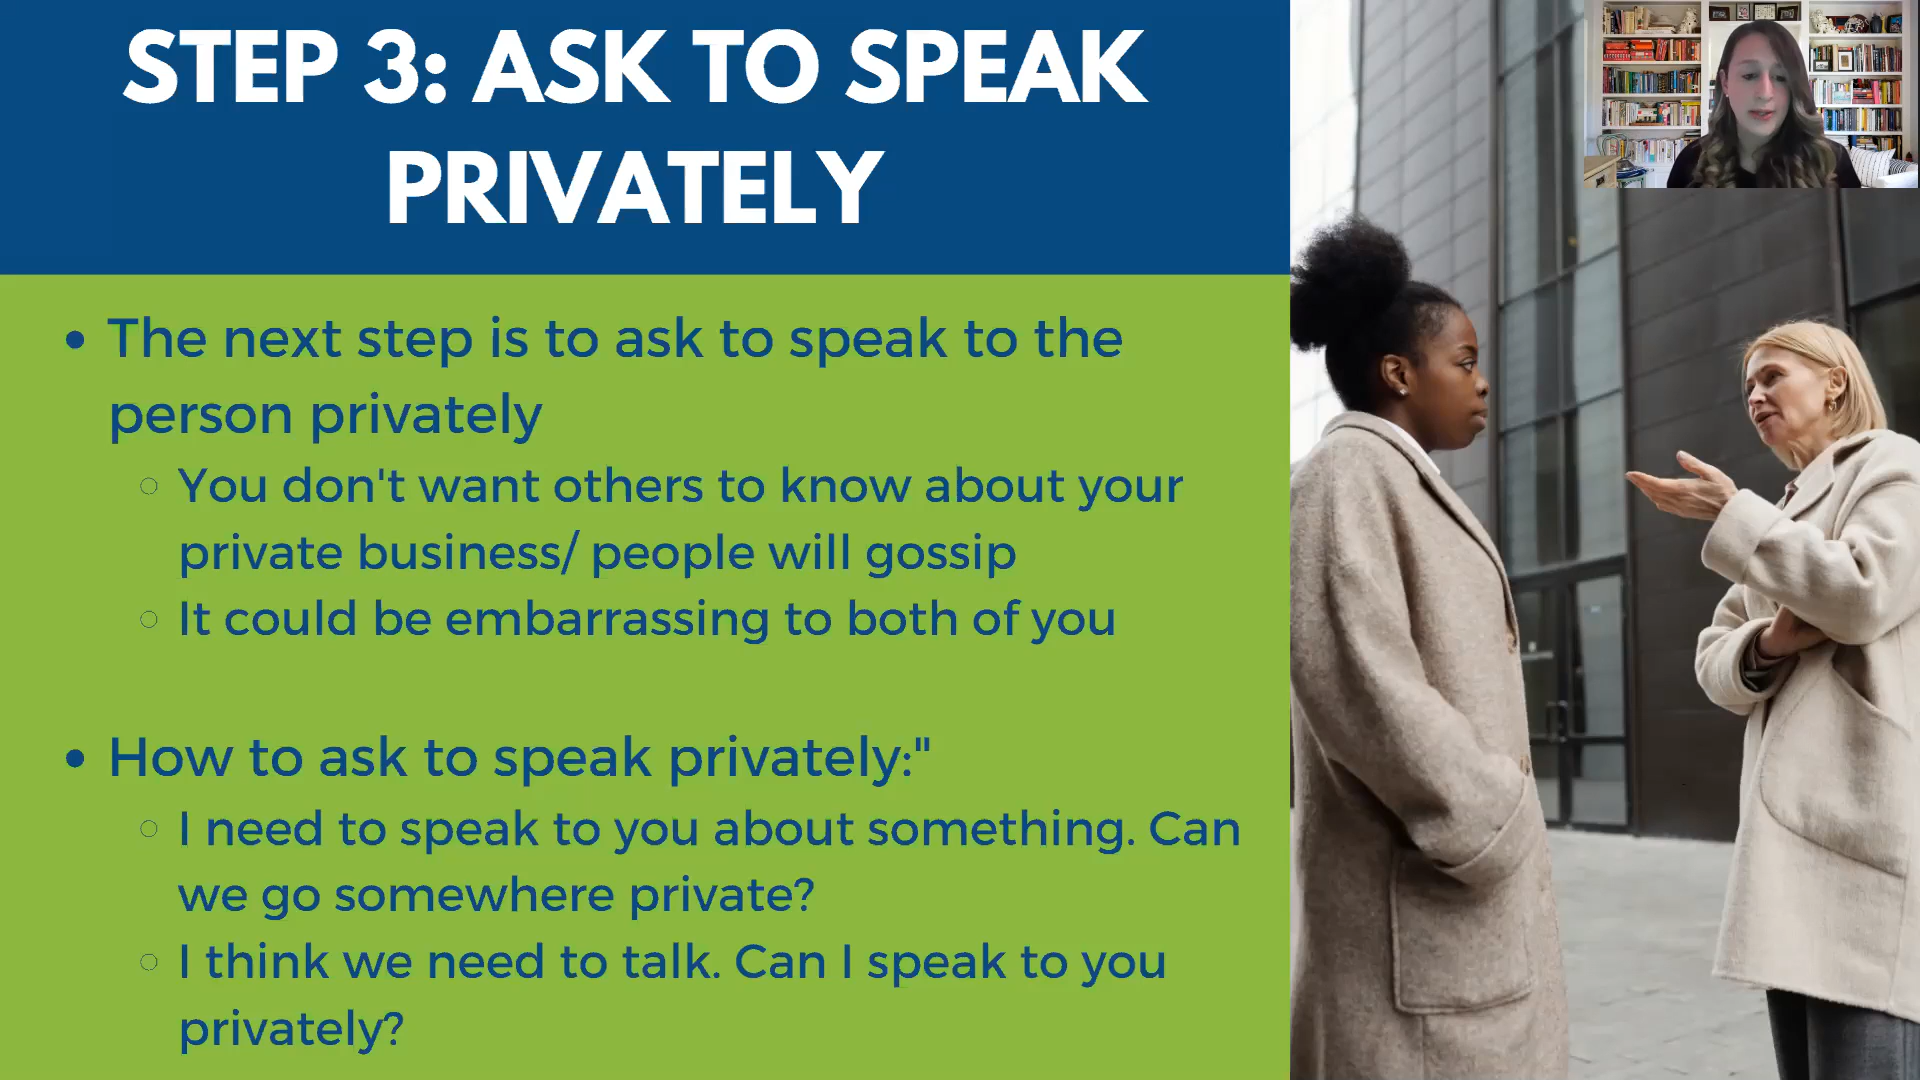 STEP 3: ASK TO SPEAK
PRIVATELY
• The next step is to ask to speak to the
person privately
○ You don't want others to know about your
private business/ people will gossip
○ It could be embarrassing to both of you
• How to ask to speak privately:"
○ I need to speak to you about something. Can
we go somewhere private?
○ I think we need to talk. Can I speak to you
privately?